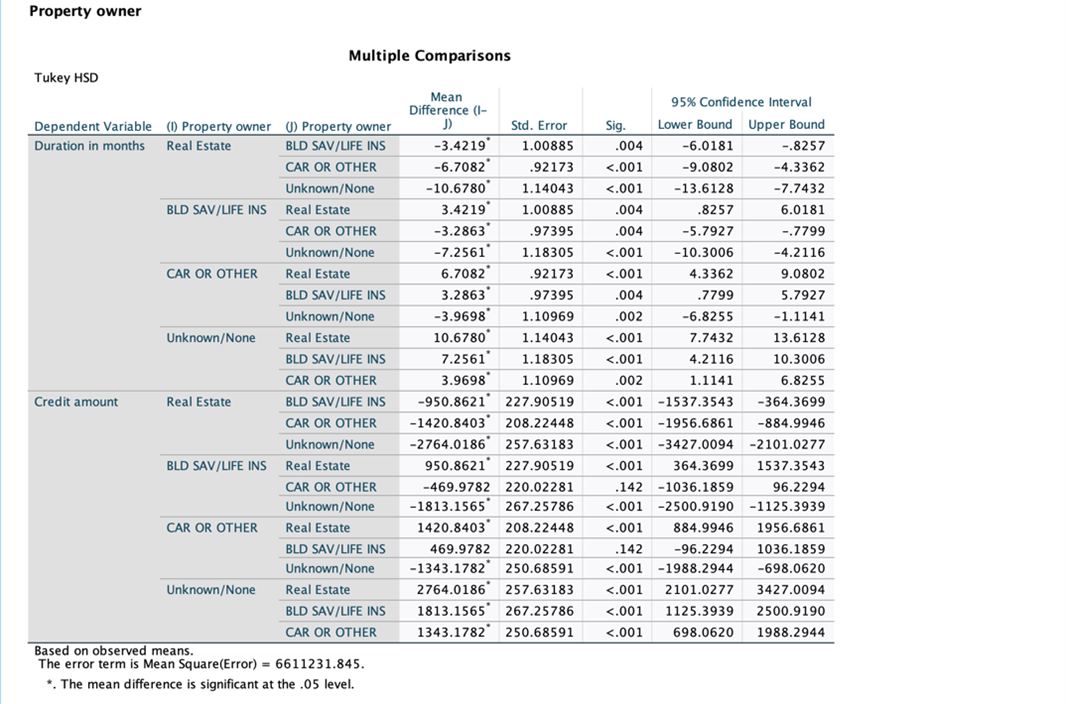 Property owner
Multiple Comparisons
Tukey HSD
Dependent Variable (I) Property owner (J) Property owner Mean Difference (I-J) Std. Error Sig. 95% Confidence Interval Lower Bound Upper Bound
Duration in months Real Estate BLD SAV/LIFE INS -3.4219* 1.00885 .004 -6.0181 -.8257
CAR OR OTHER -6.7082* .92173 <.001 -9.0802 -4.3362
Unknown/None -10.6780* 1.14043 <.001 -13.6128 -7.7432
BLD SAV/LIFE INS Real Estate 3.4219* 1.00885 .004 .8257 6.0181
CAR OR OTHER -3.2863* .97395 .004 -5.7927 -.7799
Unknown/None -7.2561* 1.18305 <.001 -10.3006 -4.2116
CAR OR OTHER Real Estate 6.7082* .92173 <.001 4.3362 9.0802
BLD SAV/LIFE INS 3.2863* .97395 .004 .7799 5.7927
Unknown/None -3.9698* 1.10969 .002 -6.8255 -1.1141
Unknown/None Real Estate 10.6780* 1.14043 <.001 7.7432 13.6128
BLD SAV/LIFE INS 7.2561* 1.18305 <.001 4.2116 10.3006
CAR OR OTHER 3.9698* 1.10969 .002 1.1141 6.8255
Credit amount Real Estate BLD SAV/LIFE INS -950.8621* 227.90519 <.001 -1537.3543 -364.3699
CAR OR OTHER -1420.8403* 208.22448 <.001 -1956.6861 -884.9946
Unknown/None -2764.0186* 257.63183 <.001 -3427.0094 -2101.0277
BLD SAV/LIFE INS Real Estate 950.8621* 227.90519 <.001 364.3699 1537.3543
CAR OR OTHER -469.9782 220.02281 .142 -1036.1859 96.2294
Unknown/None -1813.1565* 267.25786 <.001 -2500.9190 -1125.3939
CAR OR OTHER Real Estate 1420.8403* 208.22448 <.001 884.9946 1956.6861
BLD SAV/LIFE INS 469.9782 220.02281 .142 -96.2294 1036.1859
Unknown/None -1343.1782* 250.68591 <.001 -1988.2944 -698.0620
Unknown/None Real Estate 2764.0186* 257.63183 <.001 2101.0277 3427.0094
BLD SAV/LIFE INS 1813.1565* 267.25786 <.001 1125.3939 2500.9190
CAR OR OTHER 1343.1782* 250.68591 <.001 698.0620 1988.2944
Based on observed means.
The error term is Mean Square(Error) = 6611231.845.
*. The mean difference is significant at the .05 level.